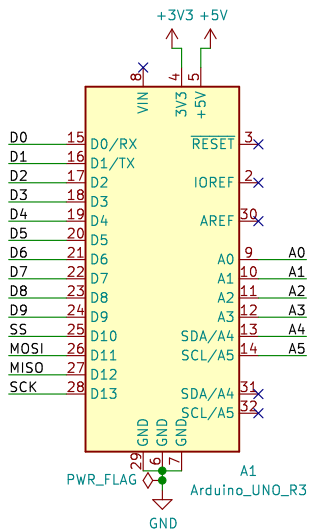 +3V3 +5V
8 4 5
VIN 3V3 +5V
D0 15 D0/RX RESET 3
D1 16 D1/TX
D2 17 D2 IOREF 2
D3 18 D3
D4 19 D4 AREF 30
D5 20 D5
D6 21 D6 A0 9 A0
D7 22 D7 A1 10 A1
D8 23 D8 A2 11 A2
D9 24 D9 A3 12 A3
SS 25 D10 SDA/A4 13 A4
MOSI 26 D11 SCL/A5 14 A5
MISO 27 D12
SCK 28 D13 SDA/A4 31
SCL/A5 32
GND GND GND
29 6 7
PWR_FLAG A1
Arduino_UNO_R3
GND